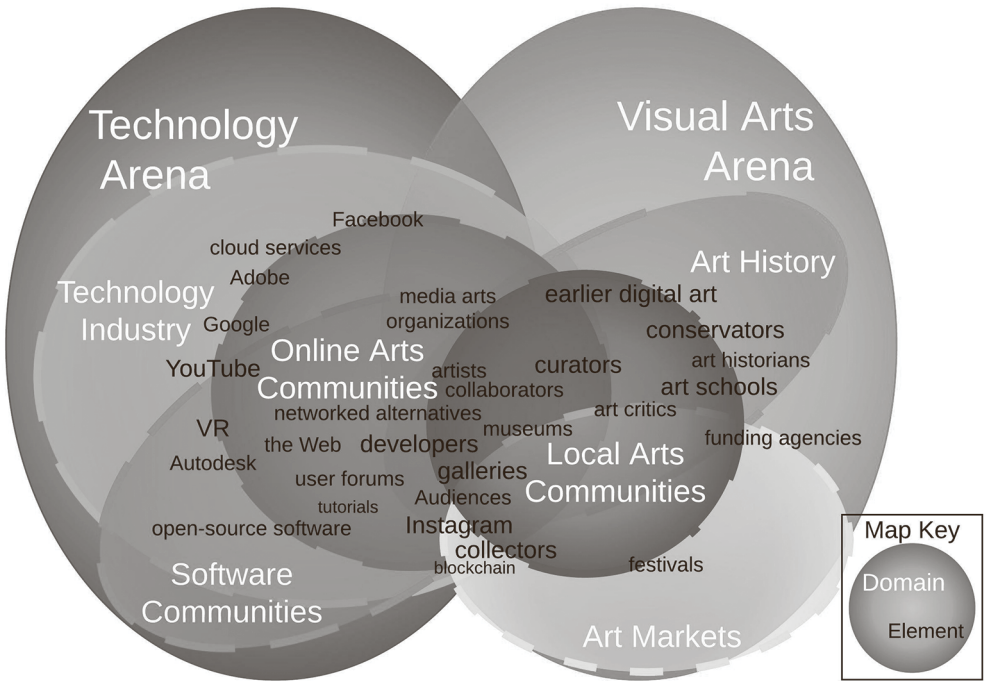 Technology
Arena
Visual Arts
Arena
Facebook
cloud services
Adobe
Art History
Technology
Industry
Google
media arts
organizations
earlier digital art
conservators
Online Arts
Communities
YouTube
artists
collaborators
curators
art historians
art schools
networked alternatives
art critics
VR
the Web
developers
museums
funding agencies
Local Arts
Communities
Autodesk
user forums
galleries
tutorials
Audiences
open-source software
Instagram
collectors
blockchain
festivals
Software
Communities
Art Markets
Map Key
Domain
Element